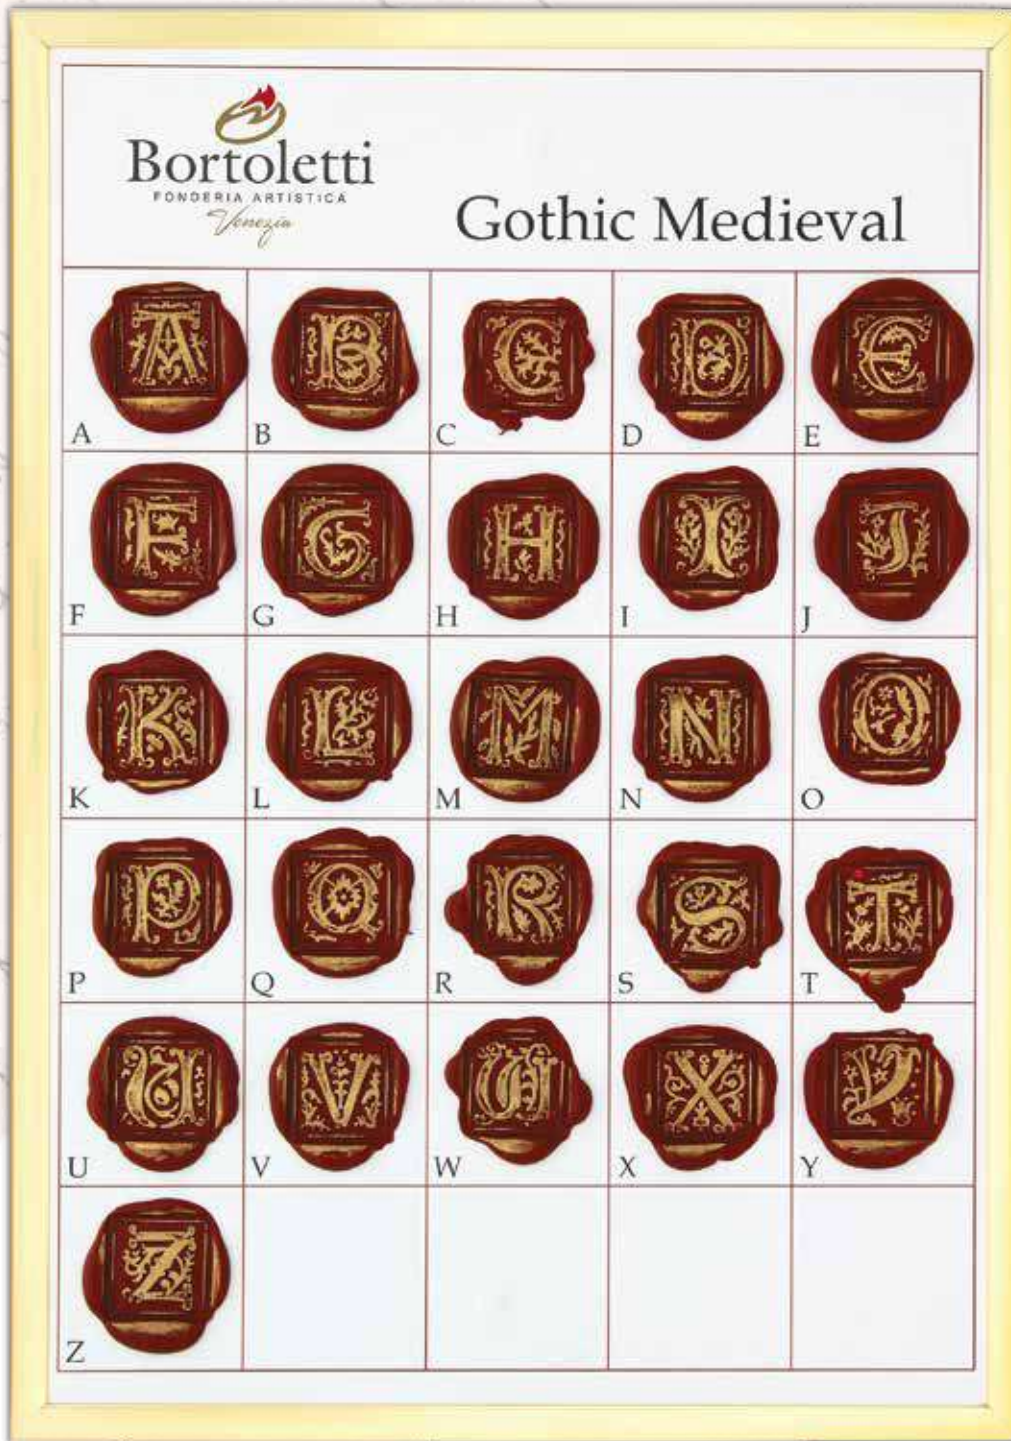 Bortoletti
FONDERIA ARTISTICA
Venezia
Gothic Medieval
A B C D E
F G H I J
K L M N O
P Q R S T
U V W X Y
Z